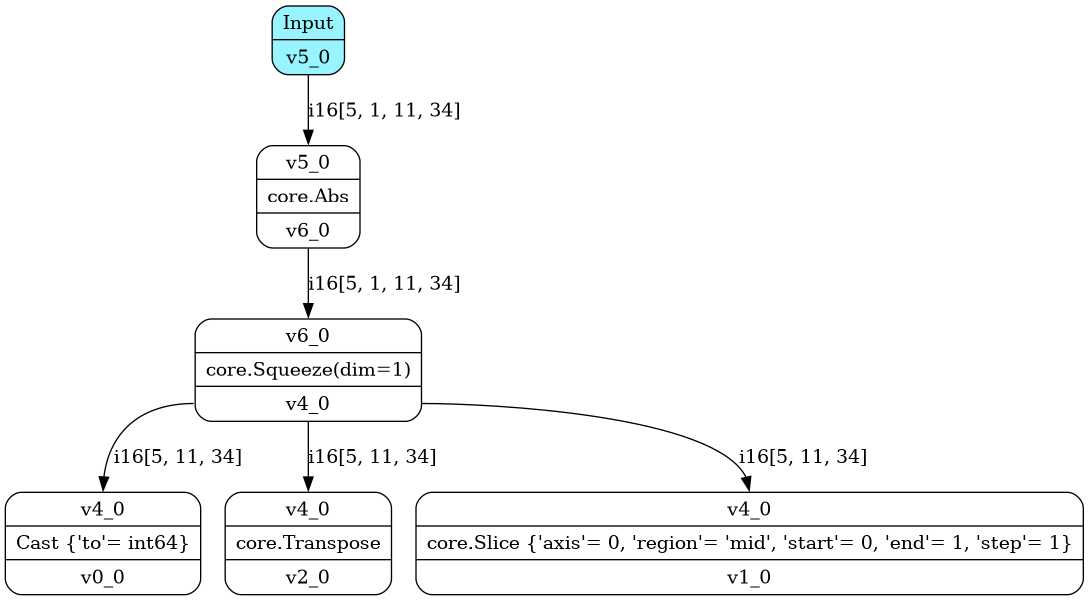 Input
v5_0
i16[5, 1, 11, 34]
v5_0
core.Abs
v6_0
i16[5, 1, 11, 34]
v6_0
core.Squeeze(dim=1)
v4_0
i16[5, 11, 34]
i16[5, 11, 34]
i16[5, 11, 34]
v4_0
Cast {'to'= int64}
v0_0
v4_0
core.Transpose
v2_0
v4_0
core.Slice {'axis'= 0, 'region'= 'mid', 'start'= 0, 'end'= 1, 'step'= 1}
v1_0